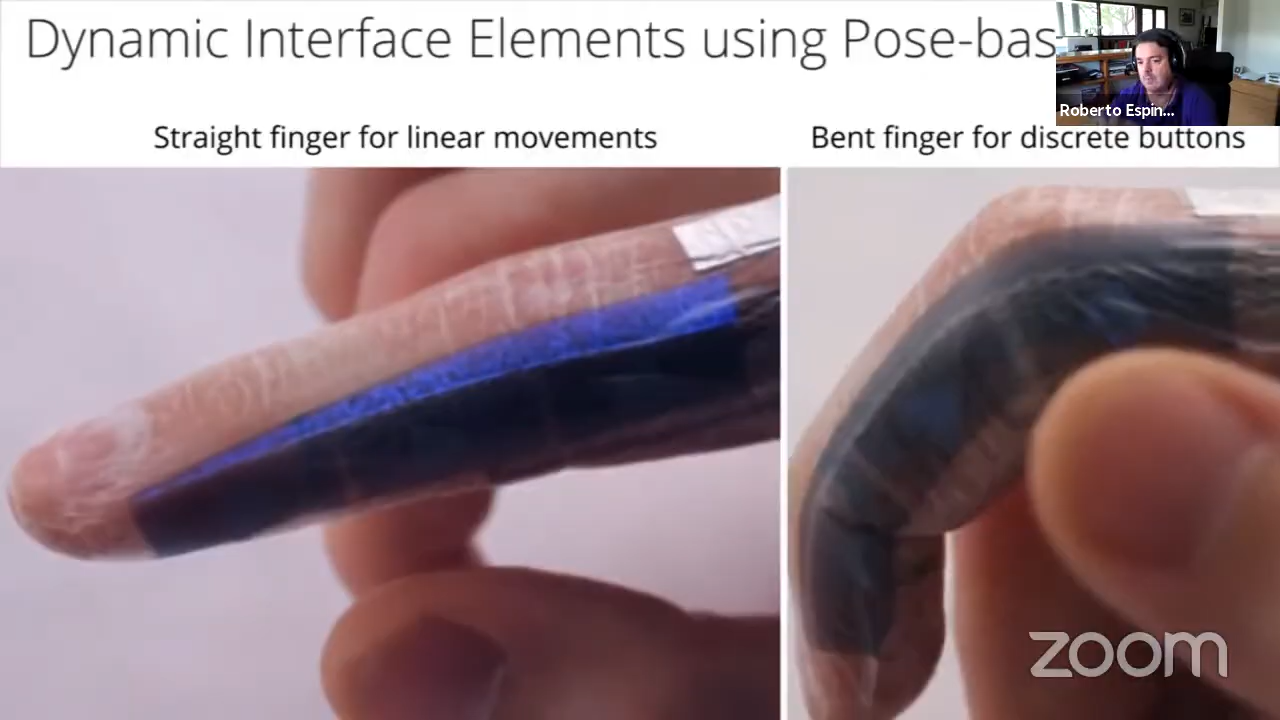 Dynamic Interface Elements using Pose-bas
Roberto Espin...
Straight finger for linear movements
Bent finger for discrete buttons
zoom